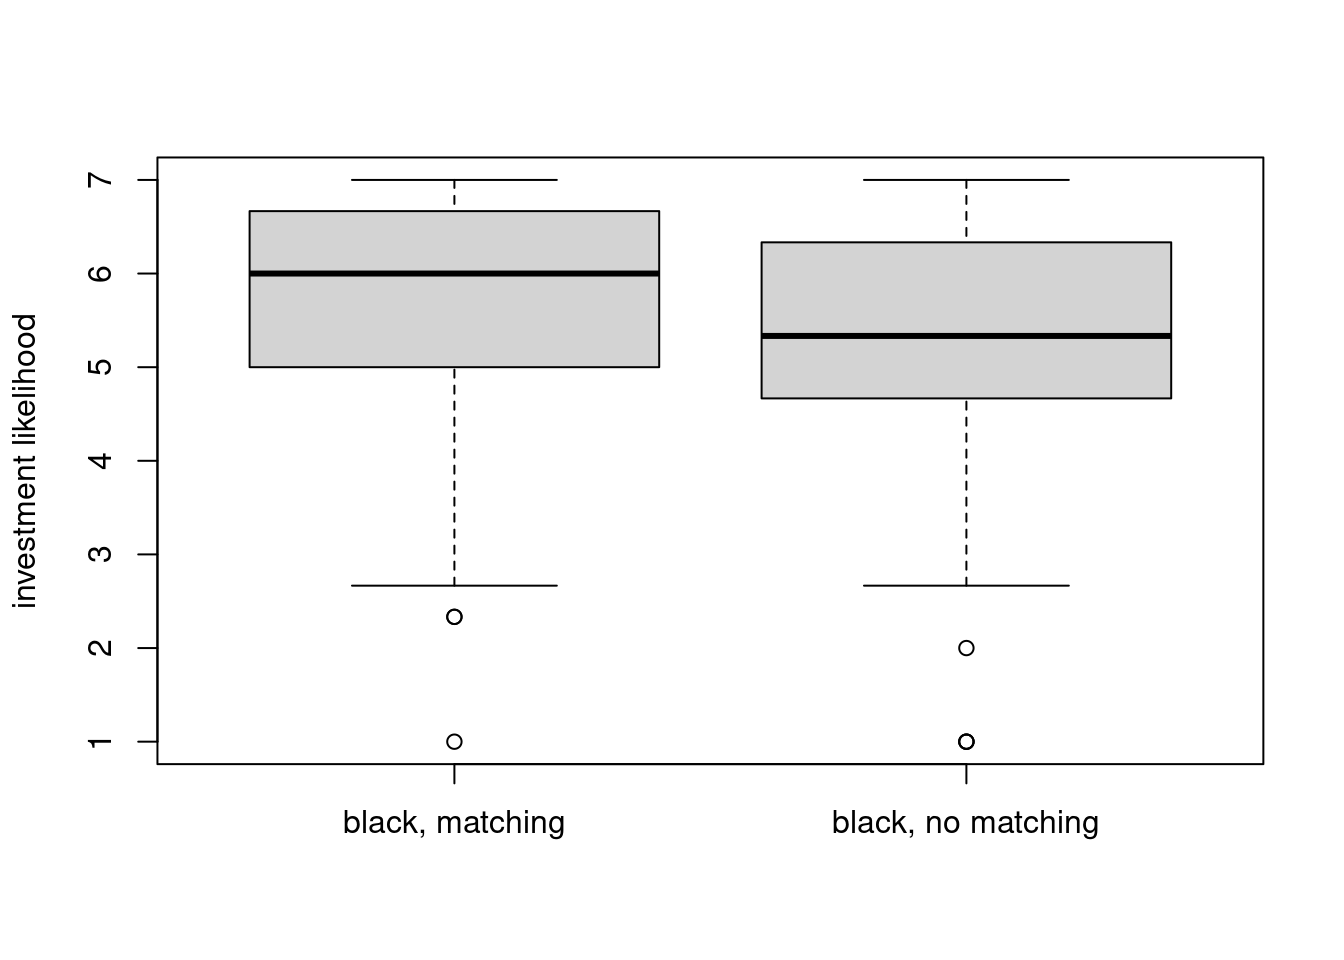 investment likelihood
7
6
5
4
3
2
1
black, matching
black, no matching